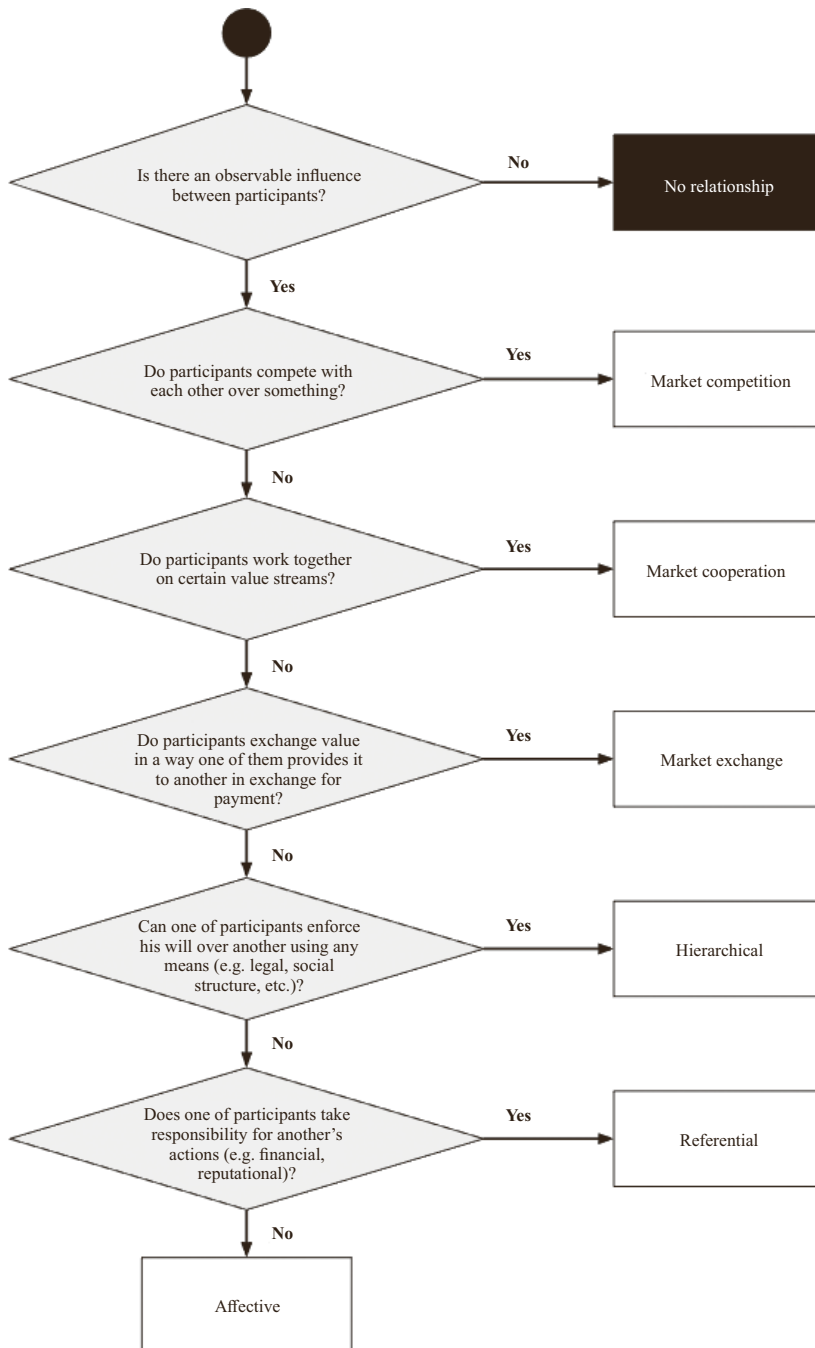 Is there an observable influence
between participants?
No
No relationship
Yes
Do participants compete with
each other over something?
Yes
Market competition
No
Do participants work together
on certain value streams?
Yes
Market cooperation
No
Do participants exchange value
in a way one of them provides it
to another in exchange for
payment?
Yes
Market exchange
No
Can one of participants enforce
his will over another using any
means (e.g. legal, social
structure, etc.)?
Yes
Hierarchical
No
Does one of participants take
responsibility for another’s
actions (e.g. financial,
reputational)?
Yes
Referential
No
Affective